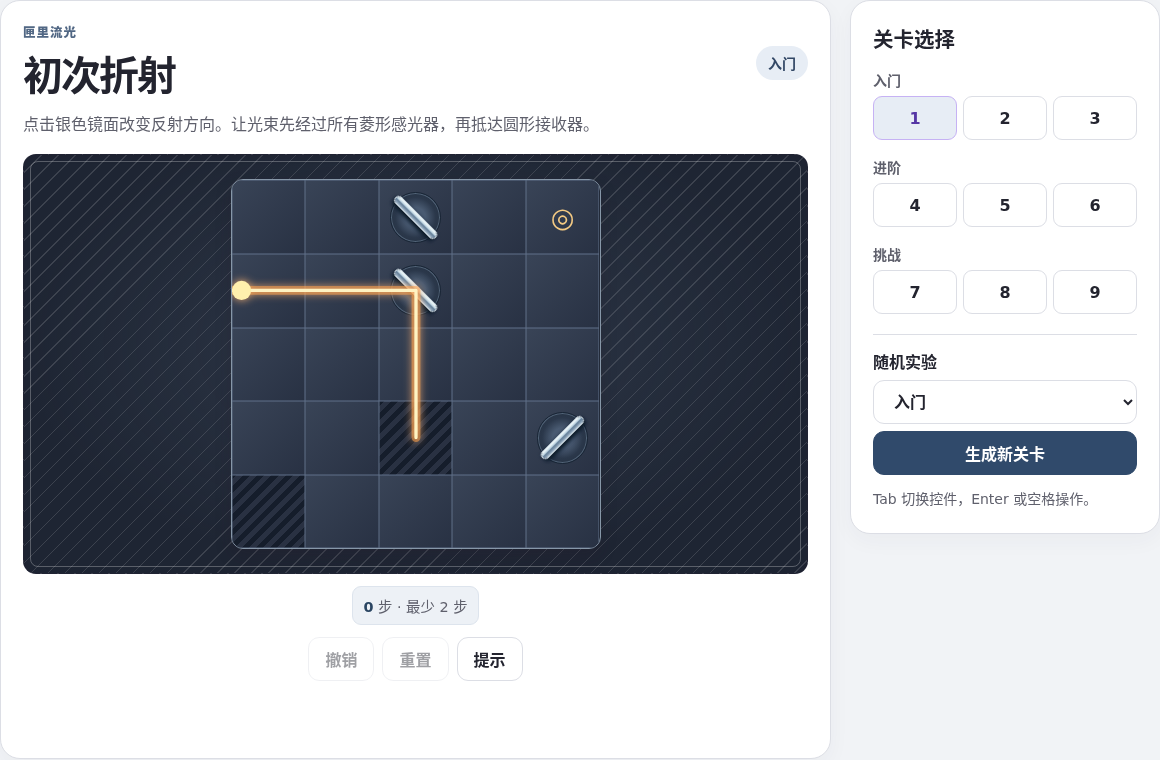 匣里流光
初次折射
入门
点击银色镜面改变反射方向。让光束先经过所有菱形感光器，再抵达圆形接收器。
0 步 · 最少 2 步
撤销 重置 提示
关卡选择
入门
1 2 3
进阶
4 5 6
挑战
7 8 9
随机实验
入门
生成新关卡
Tab 切换控件，Enter 或空格操作。